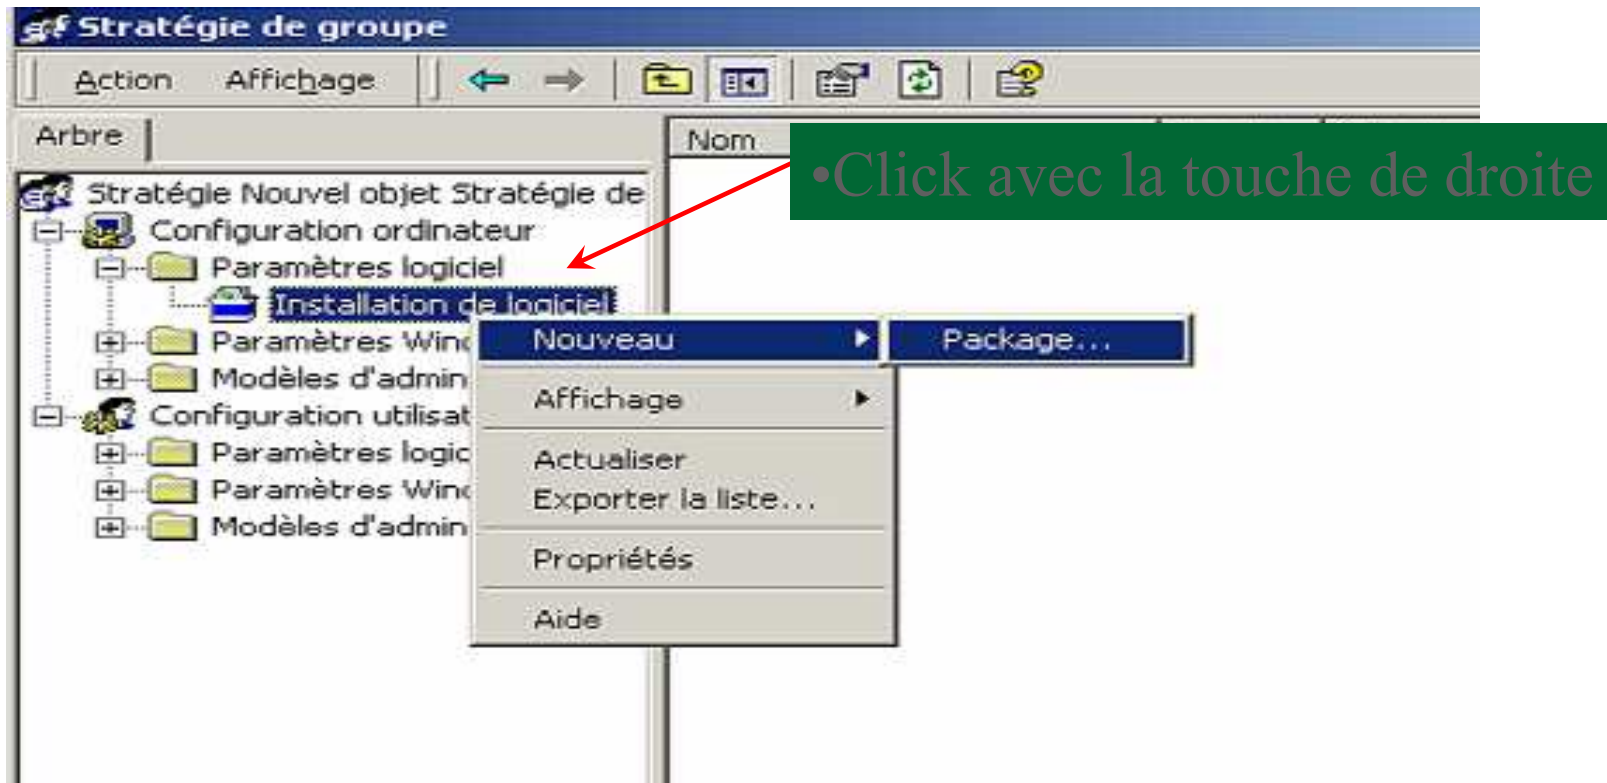 Stratégie de groupe
Action Affichage
Arbre
Nom
•Click avec la touche de droite
Stratégie Nouvel objet Stratégie de
Configuration ordinateur
Paramètres logiciel
Installation de logiciel
Paramètres Winc
Modèles d'admin
Configuration utilisat
Paramètres logic
Paramètres Winc
Modèles d'admin
Nouveau
Package...
Affichage
Actualiser
Exporter la liste...
Propriétés
Aide